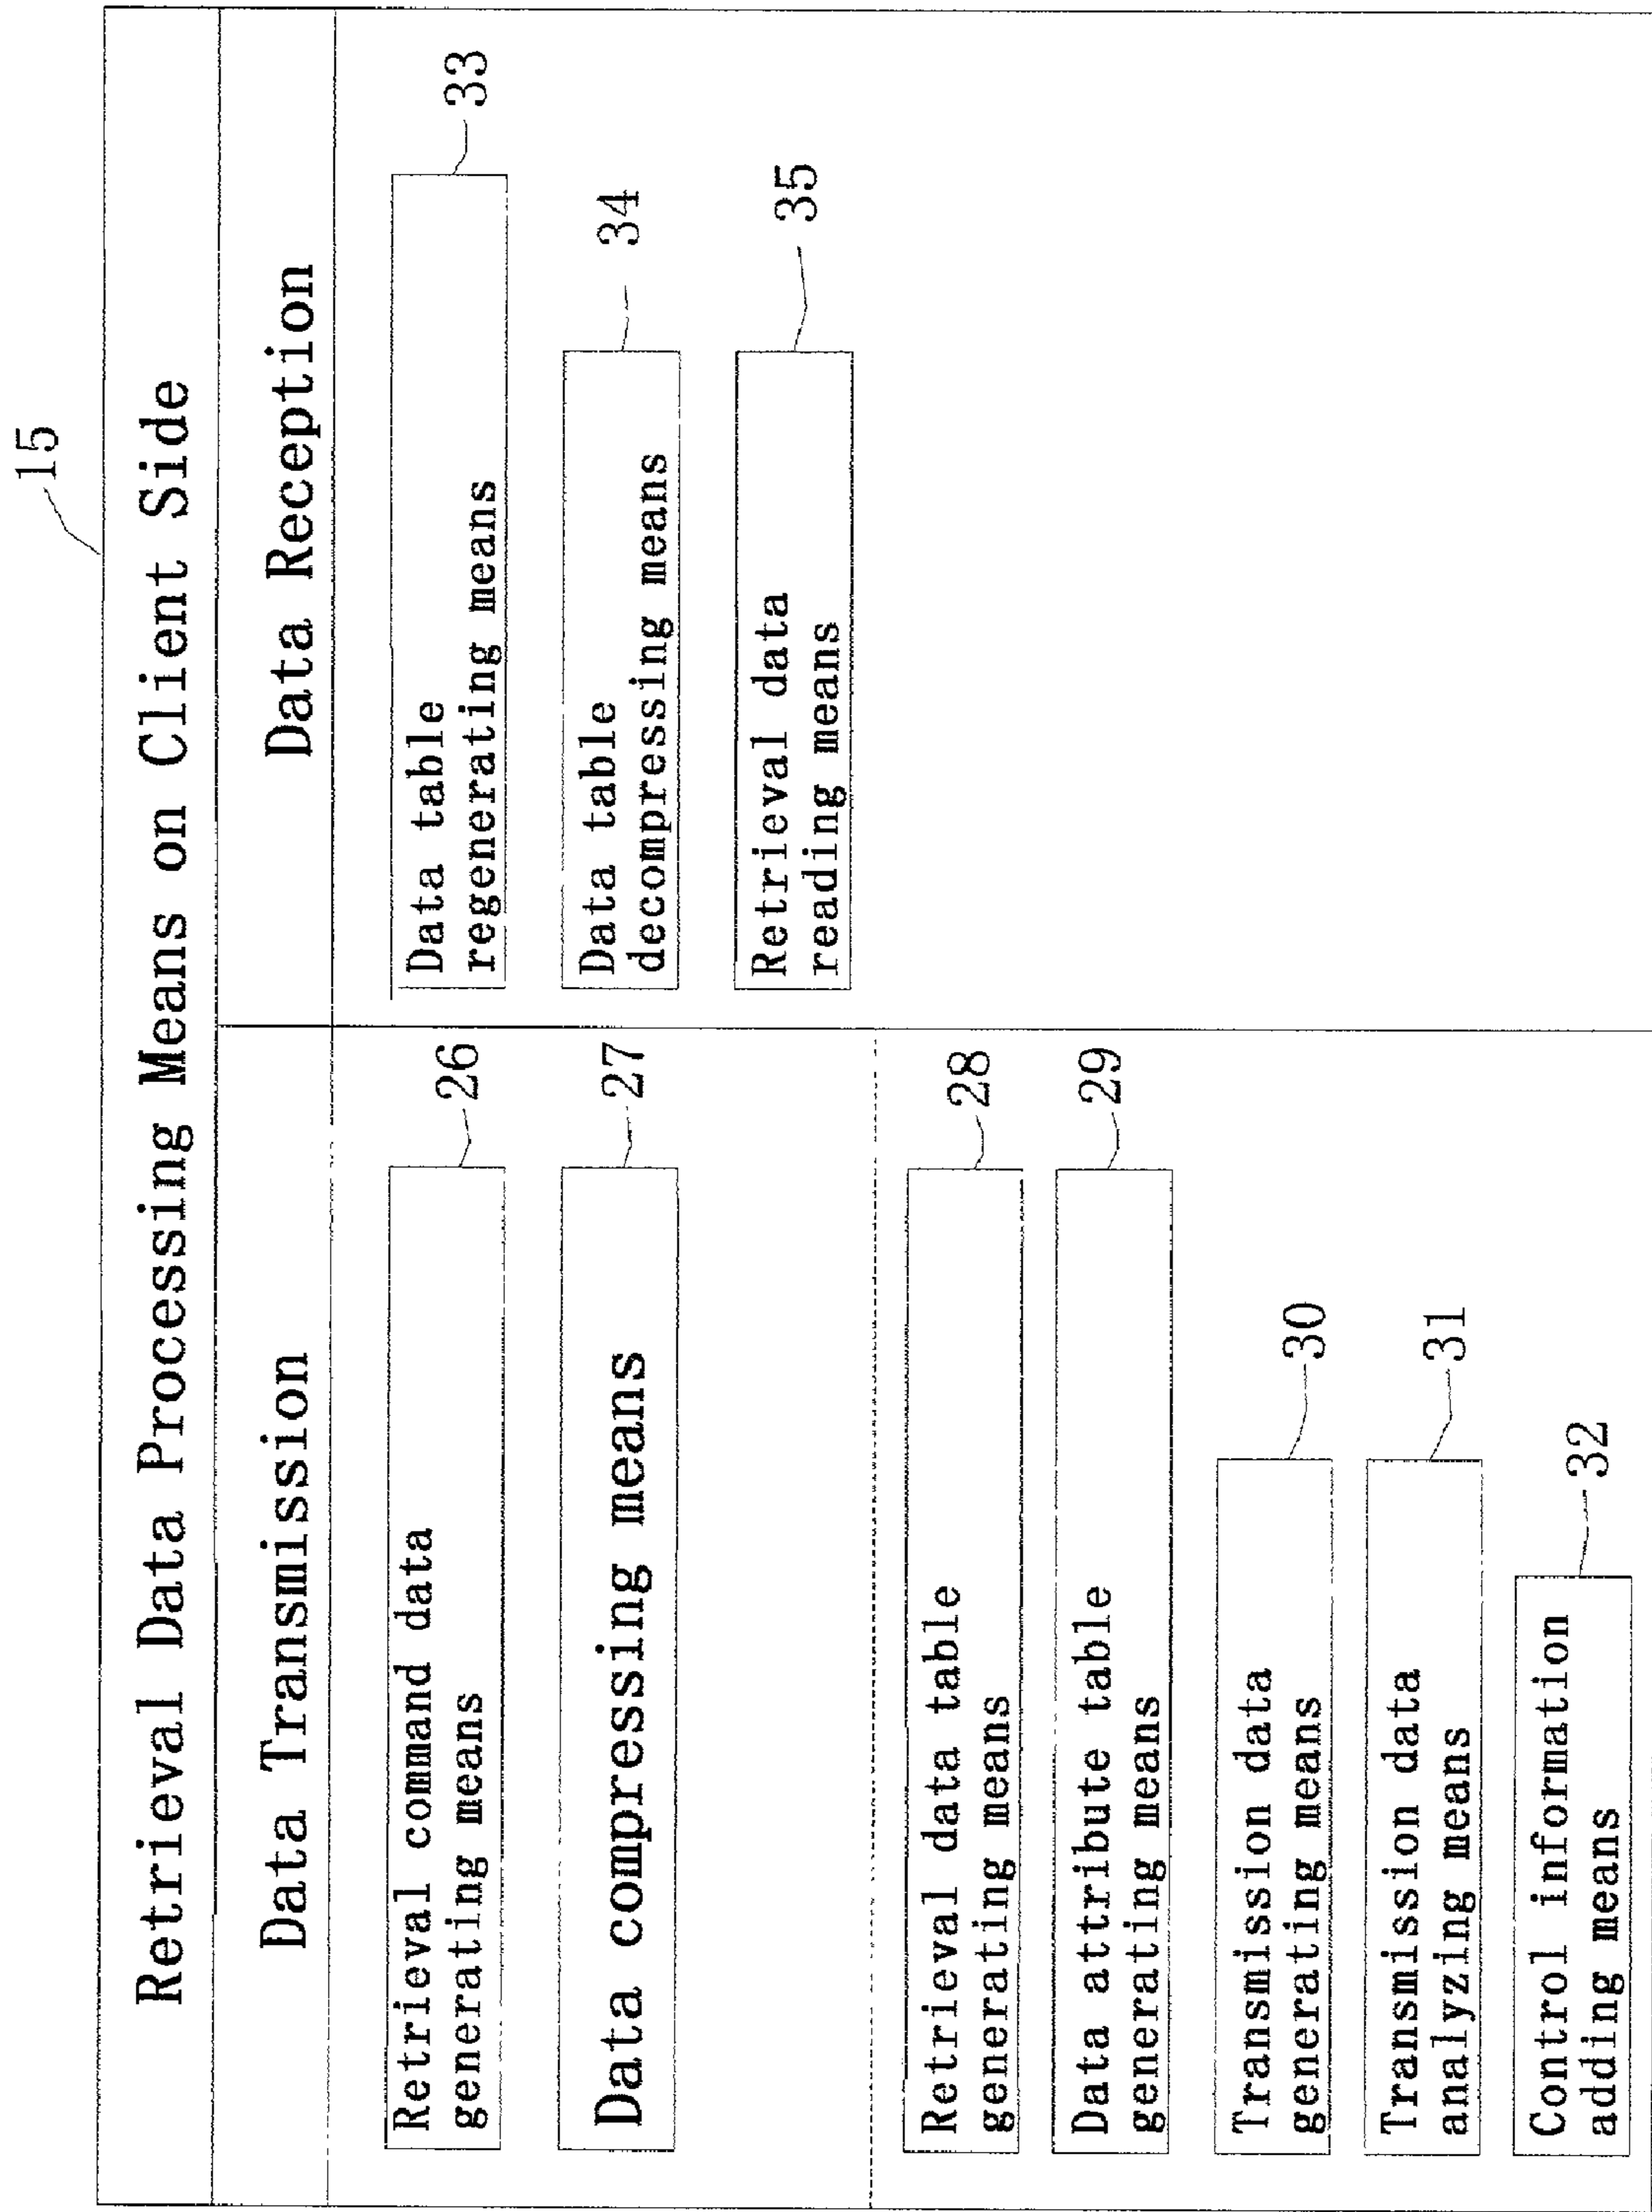 15
Retrieval Data Processing Means on Client Side
Data Transmission
Retrieval command data
generating means
26
Data compressing means
27
Retrieval data table
generating means
28
Data attribute table
generating means
29
Transmission data
generating means
30
Transmission data
analyzing means
31
Control information
adding means
32
Data Reception
Data table
regenerating means
33
Data table
decompressing means
34
Retrieval data
reading means
35